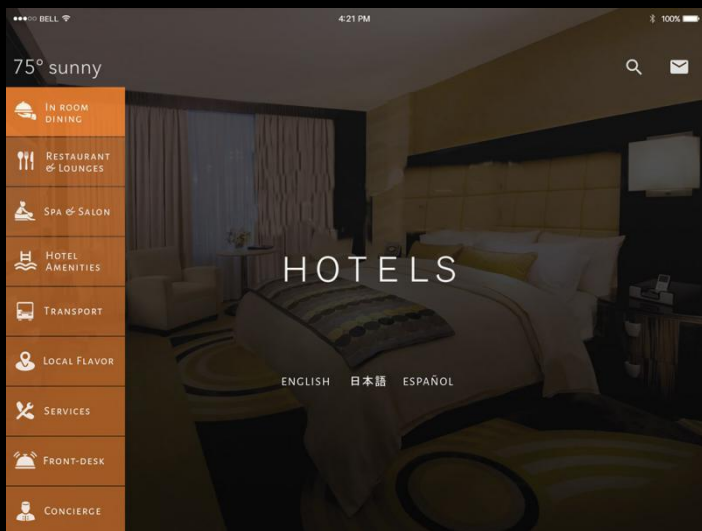 BELL 4:21 PM 100%
75° sunny
IN ROOM
DINING
RESTAURANT
& LOUNGES
SPA & SALON
HOTEL
AMENITIES
TRANSPORT
LOCAL FLAVOR
SERVICES
FRONT-DESK
CONCIERGE
HOTELS
ENGLISH 日本語 ESPAÑOL